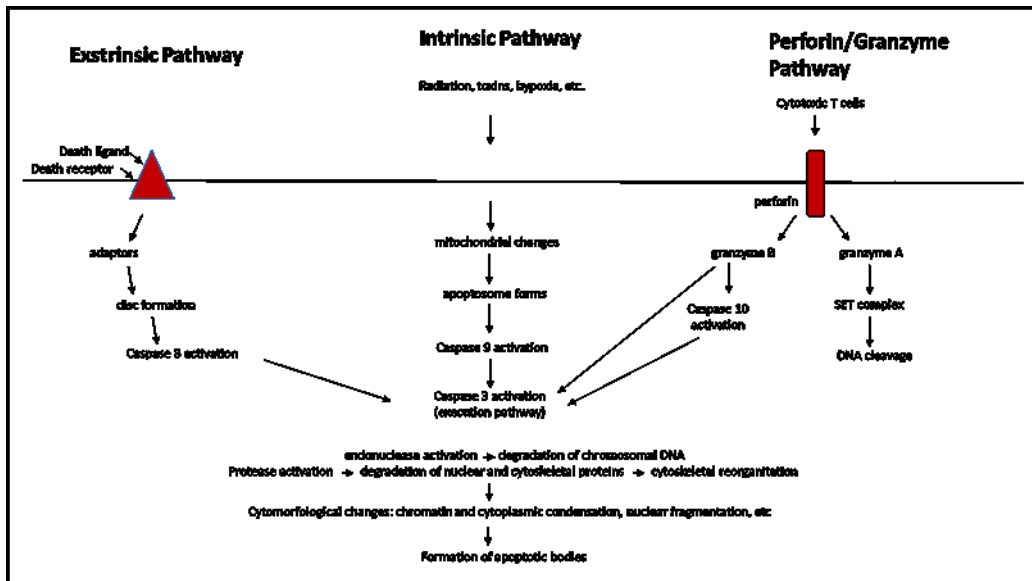 Exstrinsic Pathway
Intrinsic Pathway
Perforin/Granzyme
Pathway
Radiation, toxins, hypoxia, etc.
Cytotoxic T cells
Death ligand
Death receptor
perforin
adaptors
mitochondrial changes
granzyme B
granzyme A
disc formation
apoptosome forms
Caspase 10
activation
SET complex
Caspase 8 activation
Caspase 9 activation
DNA cleavage
Caspase 3 activation
(execution pathway)
endonuclease activation → degradation of chromosomal DNA
Protease activation → degradation of nuclear and cytoskeletal proteins → cytoskeletal reorganitation
Cytomorfological changes: chromatin and cytoplasmic condensation, nuclear fragmentation, etc
Formation of apoptotic bodies